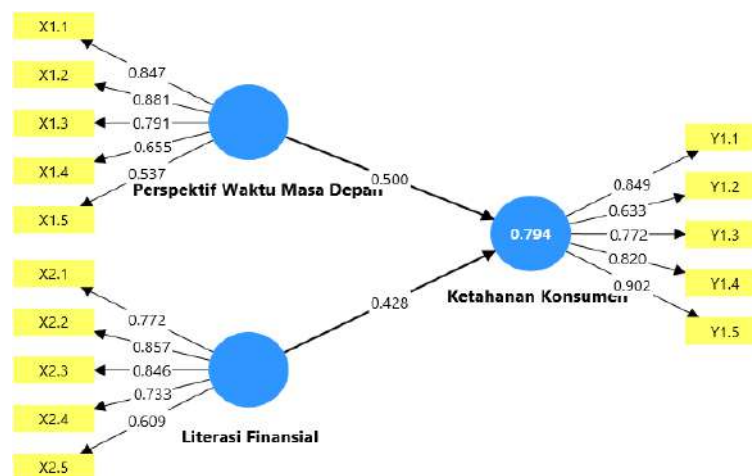 X1.1
X1.2
X1.3
X1.4
X1.5
0.847
0.881
0.791
0.655
0.537
Perspektif Waktu Masa Depan
0.500
X2.1
X2.2
X2.3
X2.4
X2.5
0.772
0.857
0.846
0.733
0.609
Literasi Finansial
0.428
0.794
Ketahanan Konsumen
0.849
0.633
0.772
0.820
0.902
Y1.1
Y1.2
Y1.3
Y1.4
Y1.5